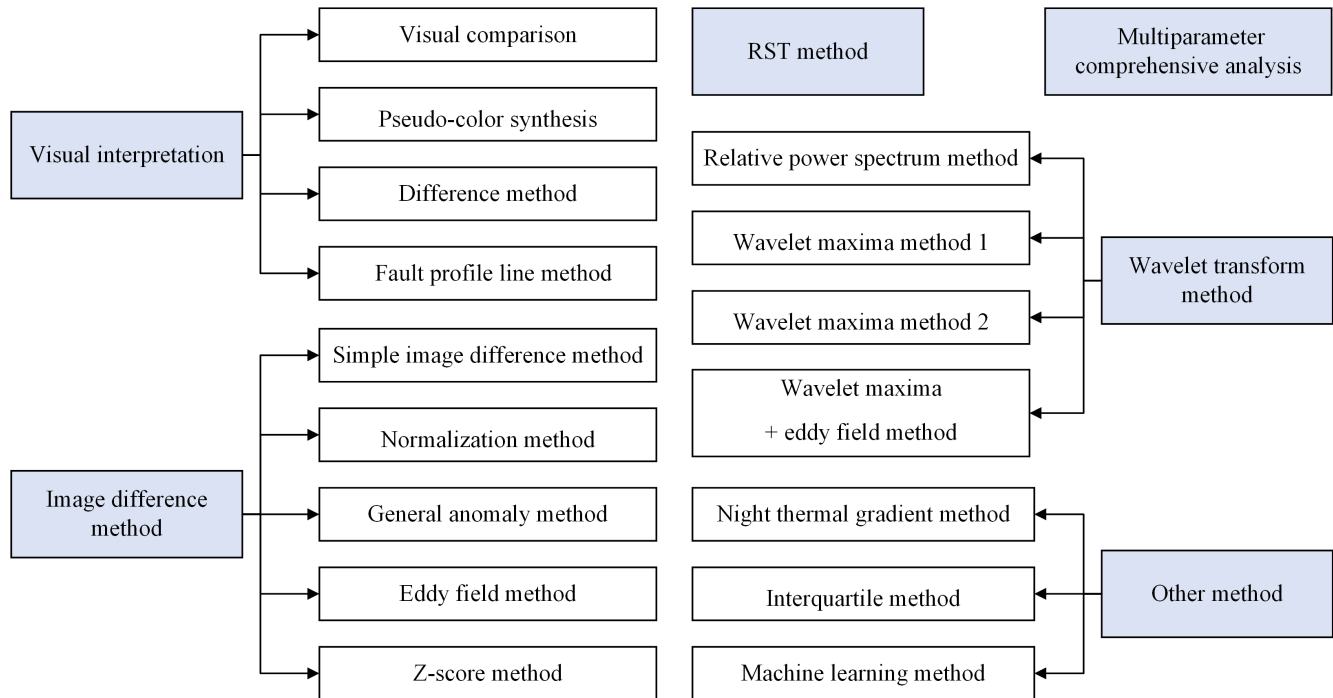 Visual interpretation
Visual comparison
Pseudo-color synthesis
Difference method
Fault profile line method
Image difference
method
Simple image difference method
Normalization method
General anomaly method
Eddy field method
Z-score method
RST method
Multiparameter
comprehensive analysis
Relative power spectrum method
Wavelet maxima method 1
Wavelet maxima method 2
Wavelet maxima
+ eddy field method
Wavelet transform
method
Night thermal gradient method
Interquartile method
Machine learning method
Other method